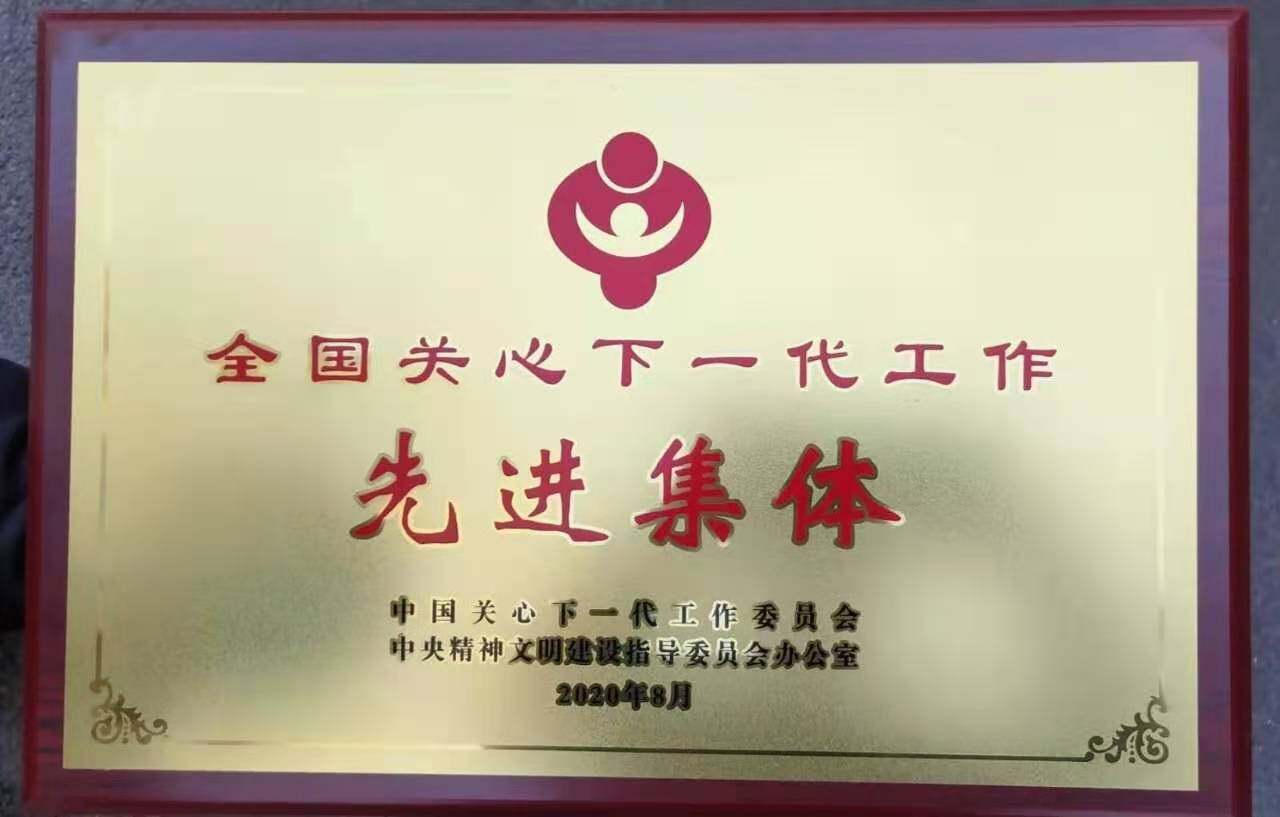 全国关心下一代工作
先进集体
中国关心下一代工作委员会
中央精神文明建设指导委员会办公室
2020年8月